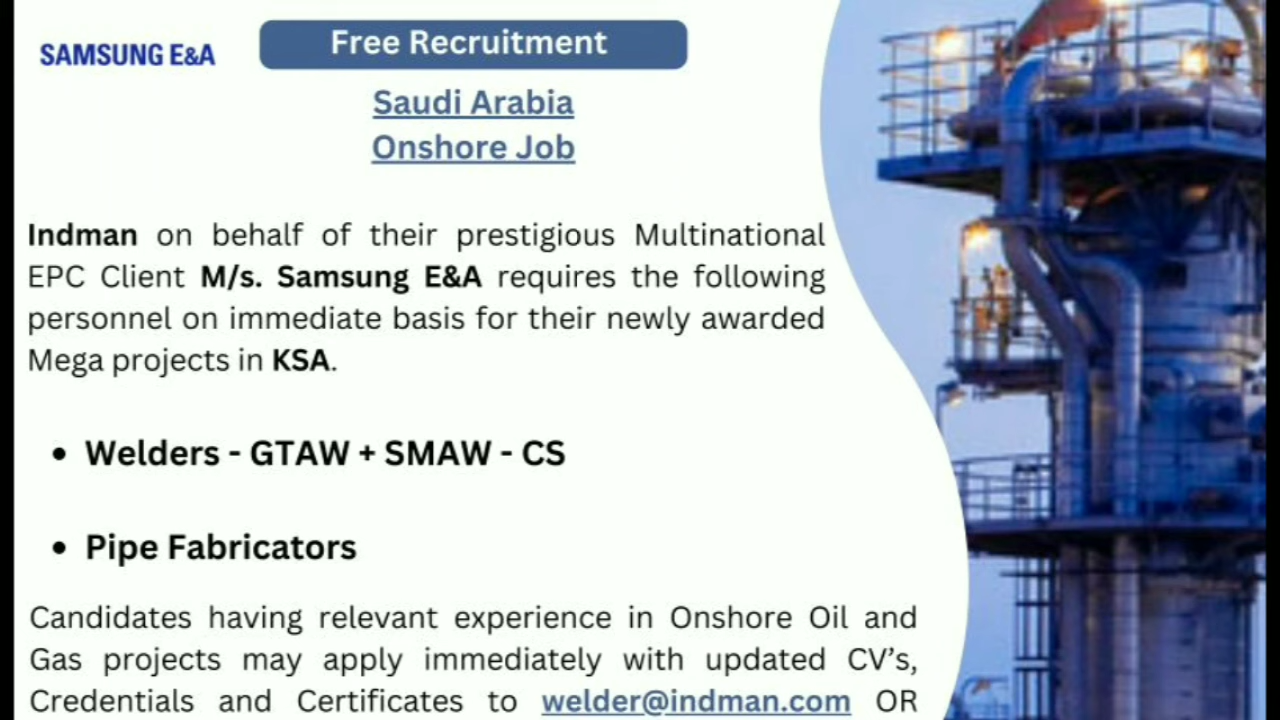 SAMSUNG E&A
Free Recruitment
Saudi Arabia
Onshore Job
Indman on behalf of their prestigious Multinational
EPC Client M/s. Samsung E&A requires the following
personnel on immediate basis for their newly awarded
Mega projects in KSA.
• Welders - GTAW + SMAW - CS
• Pipe Fabricators
Candidates having relevant experience in Onshore Oil and
Gas projects may apply immediately with updated CV’s,
Credentials and Certificates to welder@indman.com OR